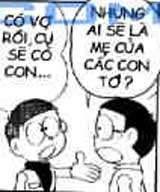 CÓ VỢ
RỒI, CỤ
SẼ CÓ
CON...
NHƯNG
AI SẼ LÀ
MẸ CỦA
CÁC CON
TỚ?